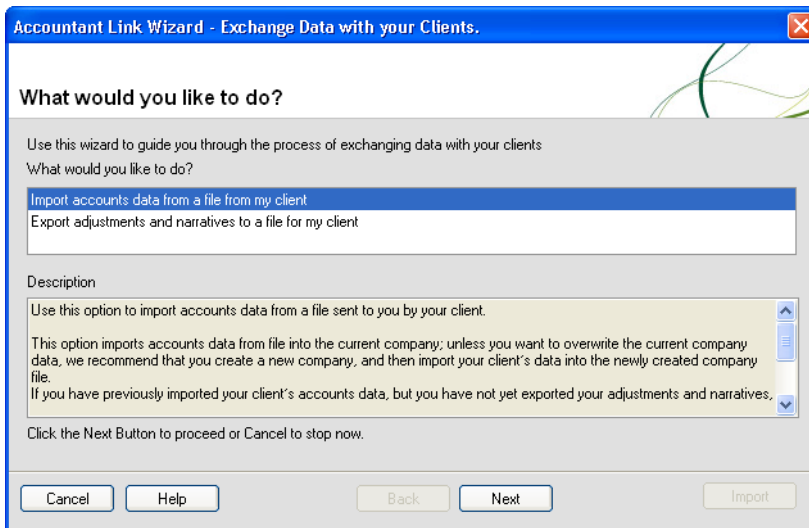 Accountant Link Wizard - Exchange Data with your Clients.
What would you like to do?
Use this wizard to guide you through the process of exchanging data with your clients
What would you like to do?
Import accounts data from a file from my client
Export adjustments and narratives to a file for my client
Description
Use this option to import accounts data from a file sent to you by your client.
This option imports accounts data from file into the current company; unless you want to overwrite the current company
data, we recommend that you create a new company, and then import your client's data into the newly created company
file.
If you have previously imported your client's accounts data, but you have not yet exported your adjustments and narratives,
Click the Next Button to proceed or Cancel to stop now.
Cancel Help Back Next Import